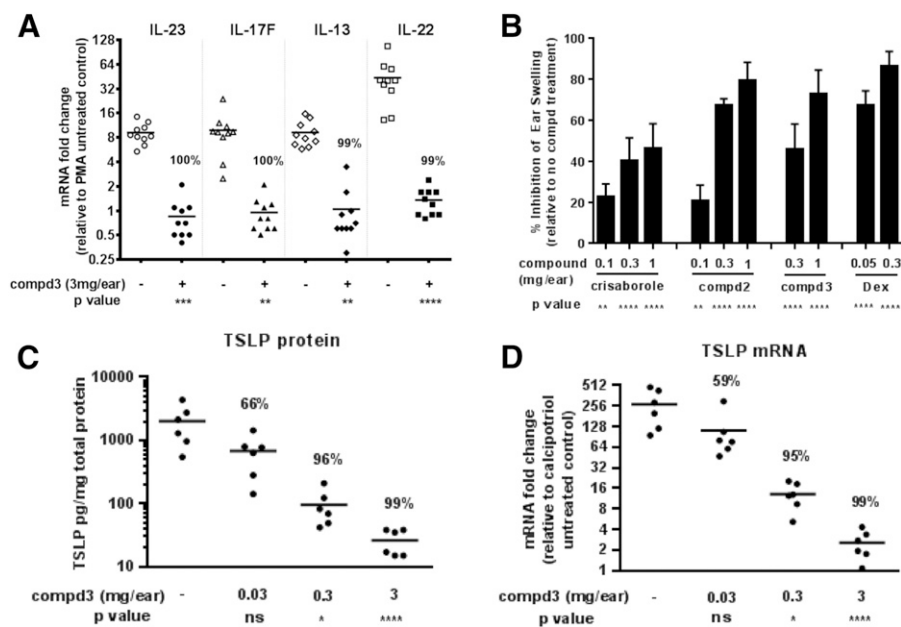 A
IL-23 IL-17F IL-13 IL-22
mRNA fold change
(relative to PMA untreated control)
128
64
32
16
8
4
2
1
0.5
0.25
100% 100% 99% 99%
- + - + - + - +
compd3 (3mg/ear)
p value *** ** ** ****
B
% Inhibition of Ear Swelling
(relative to no compd treatment)
100
80
60
40
20
0
compound 0.1 0.3 1 0.1 0.3 1 0.3 1 0.05 0.3
(mg/ear) crisaborole compd2 compd3 Dex
p value ** **** **** ** **** **** **** **** **** ****
C
TSLP protein
TSLP pg/mg total protein
10000
1000
100
10
66%
96%
99%
compd3 (mg/ear) - 0.03 0.3 3
p value ns * ****
D
TSLP mRNA
mRNA fold change
(relative to calcipotriol
untreated control)
512
256
128
64
32
16
8
4
2
1
59%
95%
99%
compd3 (mg/ear) - 0.03 0.3 3
p value ns * ****